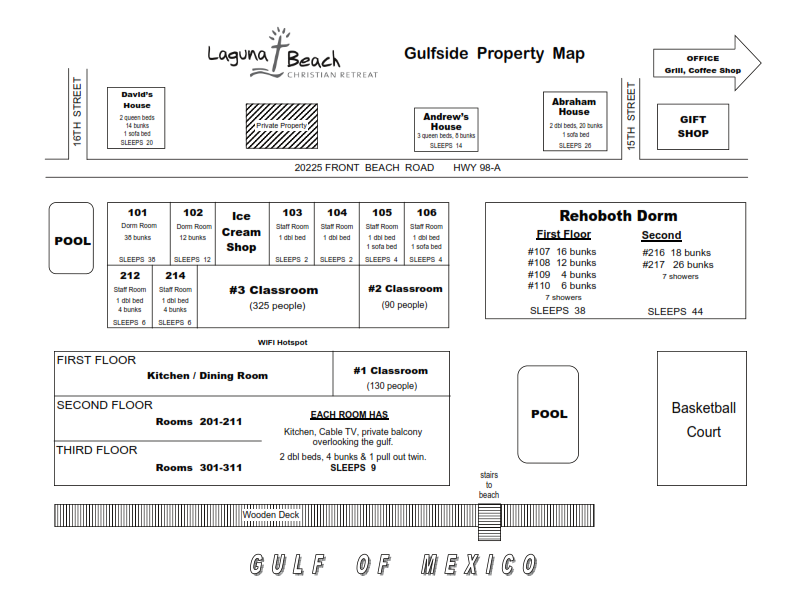 Laguna Beach
CHRISTIAN RETREAT
Gulfside Property Map
OFFICE
Grill, Coffee Shop
16TH STREET
David's
House
2 queen beds
14 bunks
1 sofa bed
SLEEPS 20
Private Property
Andrew's
House
3 queen beds, 8 bunks
SLEEPS 14
Abraham
House
2 dbl beds, 20 bunks
1 sofa bed
SLEEPS 26
15TH STREET
GIFT
SHOP
20225 FRONT BEACH ROAD HWY 98-A
POOL
101
Dorm Room
38 bunks
SLEEPS 38
102
Dorm Room
12 bunks
SLEEPS 12
Ice
Cream
Shop
103
Staff Room
1 dbl bed
SLEEPS 2
104
Staff Room
1 dbl bed
SLEEPS 2
105
Staff Room
1 dbl bed
1 sofa bed
SLEEPS 4
106
Staff Room
1 dbl bed
1 sofa bed
SLEEPS 4
212
Staff Room
1 dbl bed
4 bunks
SLEEPS 6
214
Staff Room
1 dbl bed
4 bunks
SLEEPS 6
#3 Classroom
(325 people)
#2 Classroom
(90 people)
Rehoboth Dorm
First Floor
#107 16 bunks
#108 12 bunks
#109 4 bunks
#110 6 bunks
7 showers
SLEEPS 38
Second
#216 18 bunks
#217 26 bunks
7 showers
SLEEPS 44
WiFi Hotspot
FIRST FLOOR
Kitchen / Dining Room
#1 Classroom
(130 people)
SECOND FLOOR
Rooms 201-211
THIRD FLOOR
Rooms 301-311
EACH ROOM HAS
Kitchen, Cable TV, private balcony
overlooking the gulf.
2 dbl beds, 4 bunks & 1 pull out twin.
SLEEPS 9
POOL
Basketball
Court
stairs
to
beach
Wooden Deck
GULF OF MEXICO